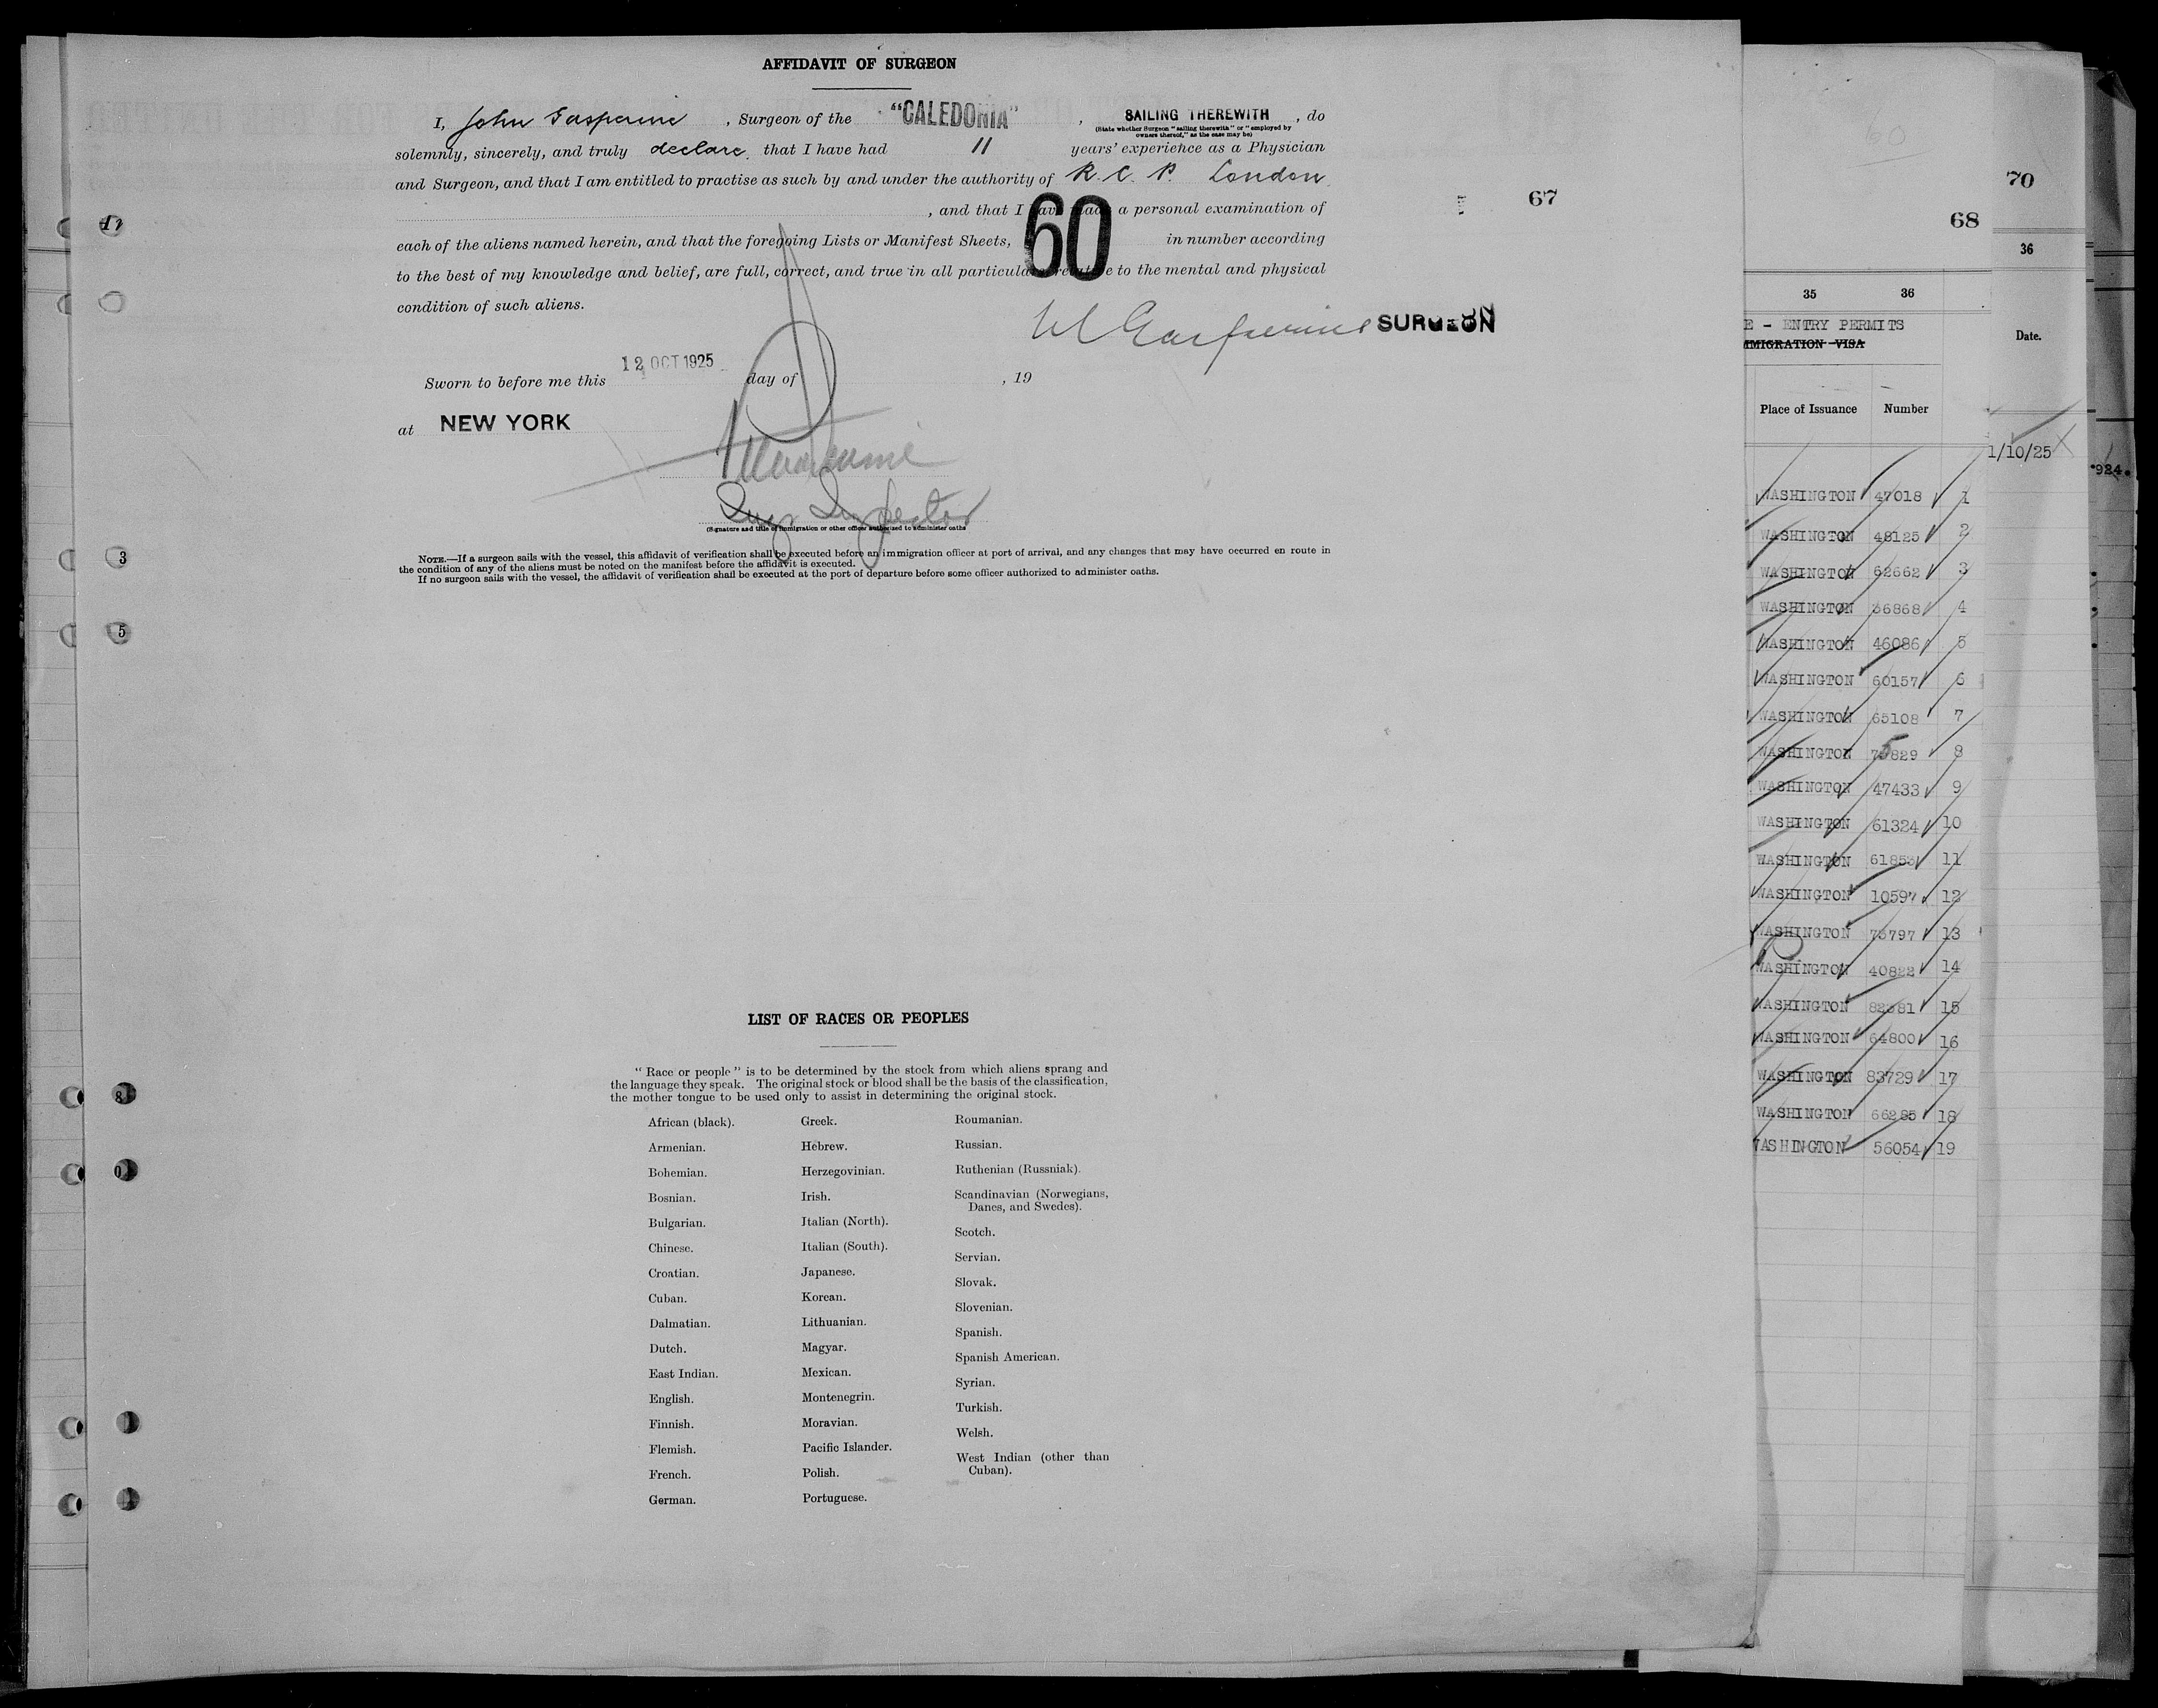 AFFIDAVIT OF SURGEON
I, John Gasperine, Surgeon of the "CALEDONIA", SAILING THEREWITH, do
(State whether Surgeon "sailing therewith" or "employed by
owners thereof," as the case may be)
solemnly, sincerely, and truly declare, that I have had 11 years' experience as a Physician
and Surgeon, and that I am entitled to practise as such by and under the authority of R. C. P. London
, and that I have made a personal examination of
each of the aliens named herein, and that the foregoing Lists or Manifest Sheets, 60 in number according
to the best of my knowledge and belief, are full, correct, and true in all particulars relative to the mental and physical
condition of such aliens.
SURGEON
Sworn to before me this 12 OCT 1925 day of , 19
at NEW YORK
Inspector
(Signature and title of immigration or other officer authorized to administer oaths
NOTE.—If a surgeon sails with the vessel, this affidavit of verification shall be executed before an immigration officer at port of arrival, and any changes that may have occurred en route in
the condition of any of the aliens must be noted on the manifest before the affidavit is executed.
If no surgeon sails with the vessel, the affidavit of verification shall be executed at the port of departure before some officer authorized to administer oaths.
LIST OF RACES OR PEOPLES
"Race or people" is to be determined by the stock from which aliens sprang and
the language they speak. The original stock or blood shall be the basis of the classification,
the mother tongue to be used only to assist in determining the original stock.
African (black).
Armenian.
Bohemian.
Bosnian.
Bulgarian.
Chinese.
Croatian.
Cuban.
Dalmatian.
Dutch.
East Indian.
English.
Finnish.
Flemish.
French.
German.
Greek.
Hebrew.
Herzegovinian.
Irish.
Italian (North).
Italian (South).
Japanese.
Korean.
Lithuanian.
Magyar.
Mexican.
Montenegrin.
Moravian.
Pacific Islander.
Polish.
Portuguese.
Roumanian.
Russian.
Ruthenian (Russniak).
Scandinavian (Norwegians,
Danes, and Swedes).
Scotch.
Servian.
Slovak.
Slovenian.
Spanish.
Spanish American.
Syrian.
Turkish.
Welsh.
West Indian (other than
Cuban).
3
5
8
0
67
68
35 36
E - ENTRY PERMITS
MMIGRATION VISA
Place of Issuance Number
WASHINGTON 47018 1
WASHINGTON 48125 2
WASHINGTON 62662 3
WASHINGTON 36868 4
WASHINGTON 46086 5
WASHINGTON 60157 6
WASHINGTON 65108 7
WASHINGTON 75829 8
WASHINGTON 47433 9
WASHINGTON 61324 10
WASHINGTON 61853 11
WASHINGTON 10597 12
WASHINGTON 75797 13
WASHINGTON 40822 14
WASHINGTON 15
WASHINGTON 64800 16
WASHINGTON 83729 17
WASHINGTON 66285 18
WASHINGTON 56054 19
70
36
Date.
1/10/25
924